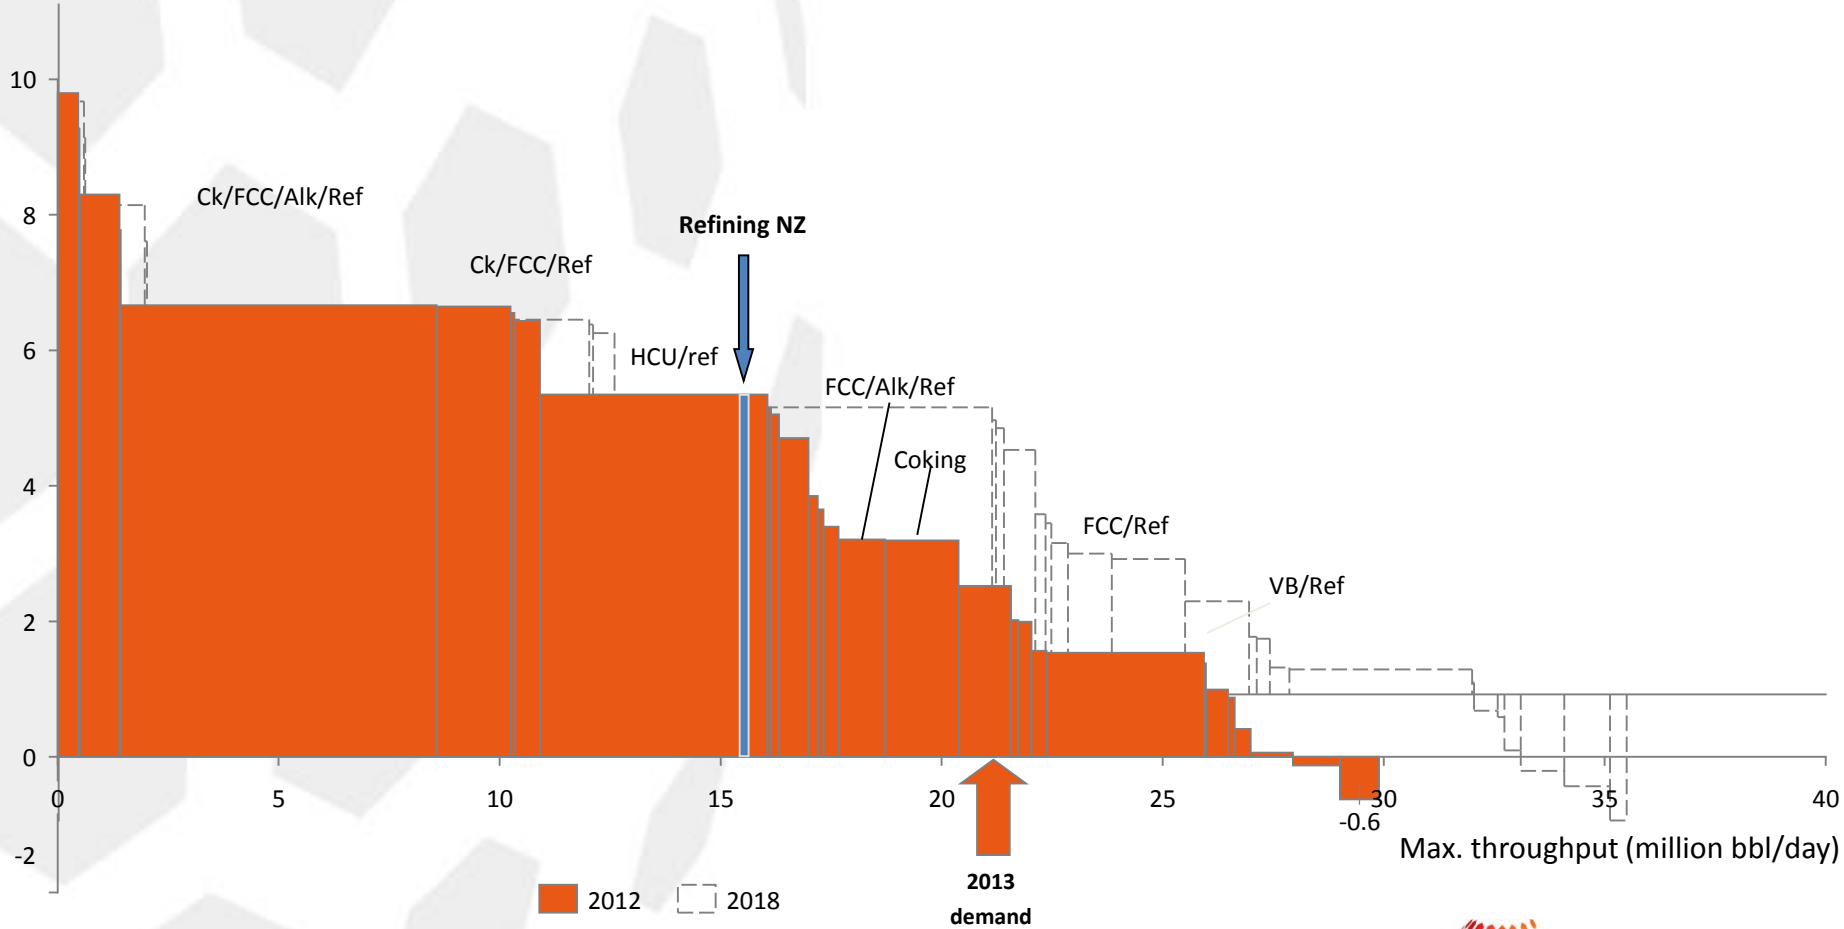 10
8
6
4
2
0
-2
Ck/FCC/Alk/Ref
Ck/FCC/Ref
Refining NZ
HCU/ref
FCC/Alk/Ref
Coking
FCC/Ref
VB/Ref
0 5 10 15 20 25 30 35 40
-0.6
Max. throughput (million bbl/day)
2012 2018
2013
demand